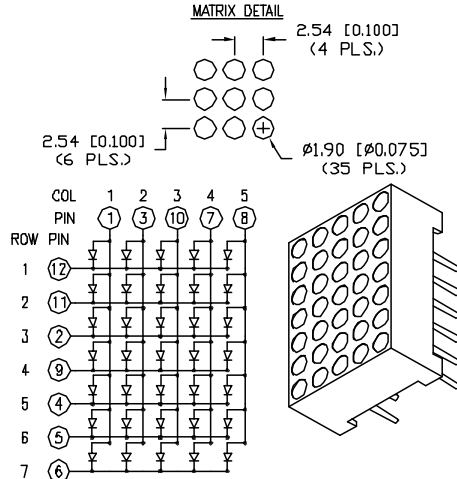 MATRIX DETAIL
2.54 [0.100]
(4 PLS.)
2.54 [0.100]
(6 PLS.)
ø1.90 [ø0.075]
(35 PLS.)
COL 1 2 3 4 5
PIN 1 3 10 7 8
ROW PIN
1 12
2 11
3 2
4 9
5 4
6 5
7 6